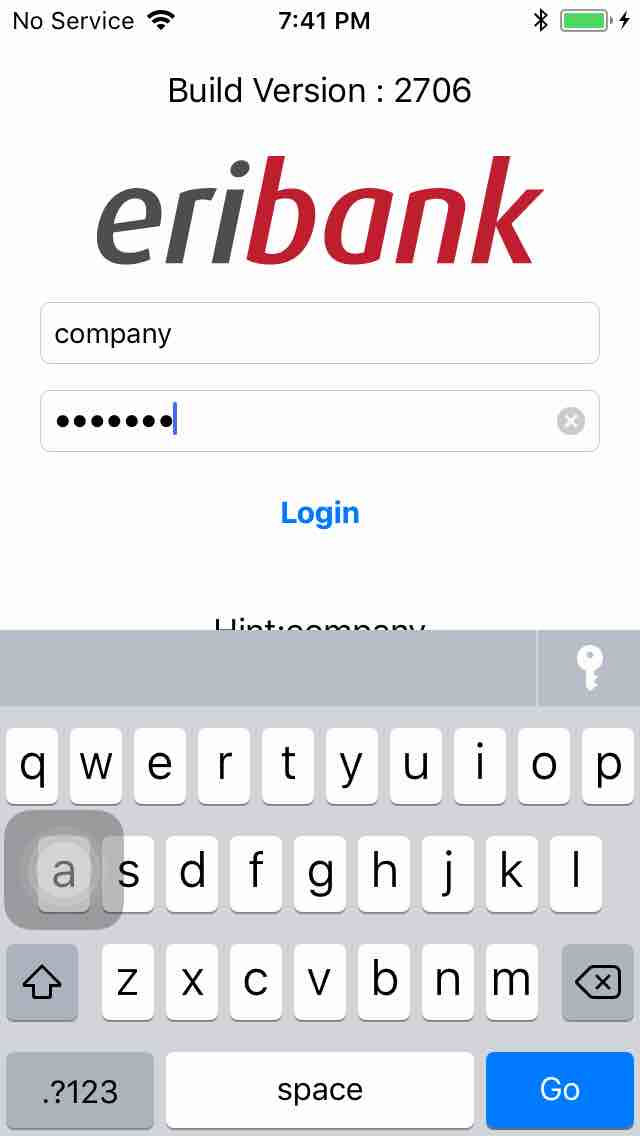 No Service 7:41 PM
Build Version : 2706
eribank
company
•••••••
Login
Hint:company
q w e r t y u i o p
a s d f g h j k l
z x c v b n m
.?123 space Go